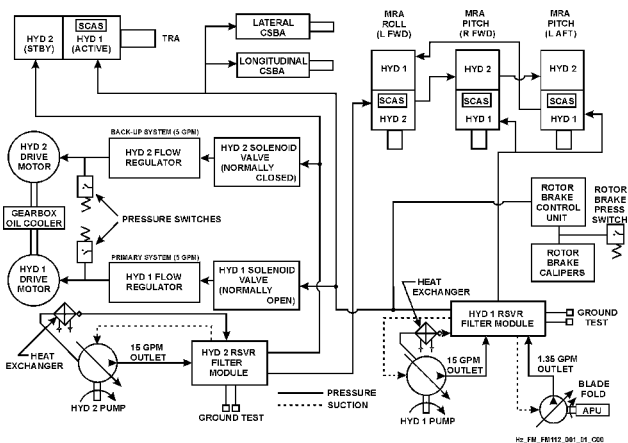 HYD 2
(STBY)
SCAS
HYD 1
(ACTIVE)
TRA
LATERAL
CSBA
LONGITUDINAL
CSBA
MRA
ROLL
(L FWD)
MRA
PITCH
(R FWD)
MRA
PITCH
(L AFT)
HYD 1
SCAS
HYD 2
HYD 2
SCAS
HYD 1
HYD 2
SCAS
HYD 1
BACK-UP SYSTEM (5 GPM)
HYD 2
DRIVE
MOTOR
HYD 2 FLOW
REGULATOR
HYD 2 SOLENOID
VALVE
(NORMALLY
CLOSED)
GEARBOX
OIL COOLER
PRESSURE SWITCHES
ROTOR
BRAKE
CONTROL
UNIT
ROTOR
BRAKE
PRESS
SWITCH
ROTOR
BRAKE
CALIPERS
PRIMARY SYSTEM (5 GPM)
HYD 1
DRIVE
MOTOR
HYD 1 FLOW
REGULATOR
HYD 1 SOLENOID
VALVE
(NORMALLY
OPEN)
HEAT
EXCHANGER
HYD 1 RSVR
FILTER MODULE
GROUND
TEST
HEAT
EXCHANGER
15 GPM
OUTLET
HYD 2 RSVR
FILTER
MODULE
15 GPM
OUTLET
1.35 GPM
OUTLET
BLADE
FOLD
APU
PRESSURE
SUCTION
HYD 2 PUMP
GROUND TEST
HYD 1 PUMP
Hz_FM_FM112_001_01_C00